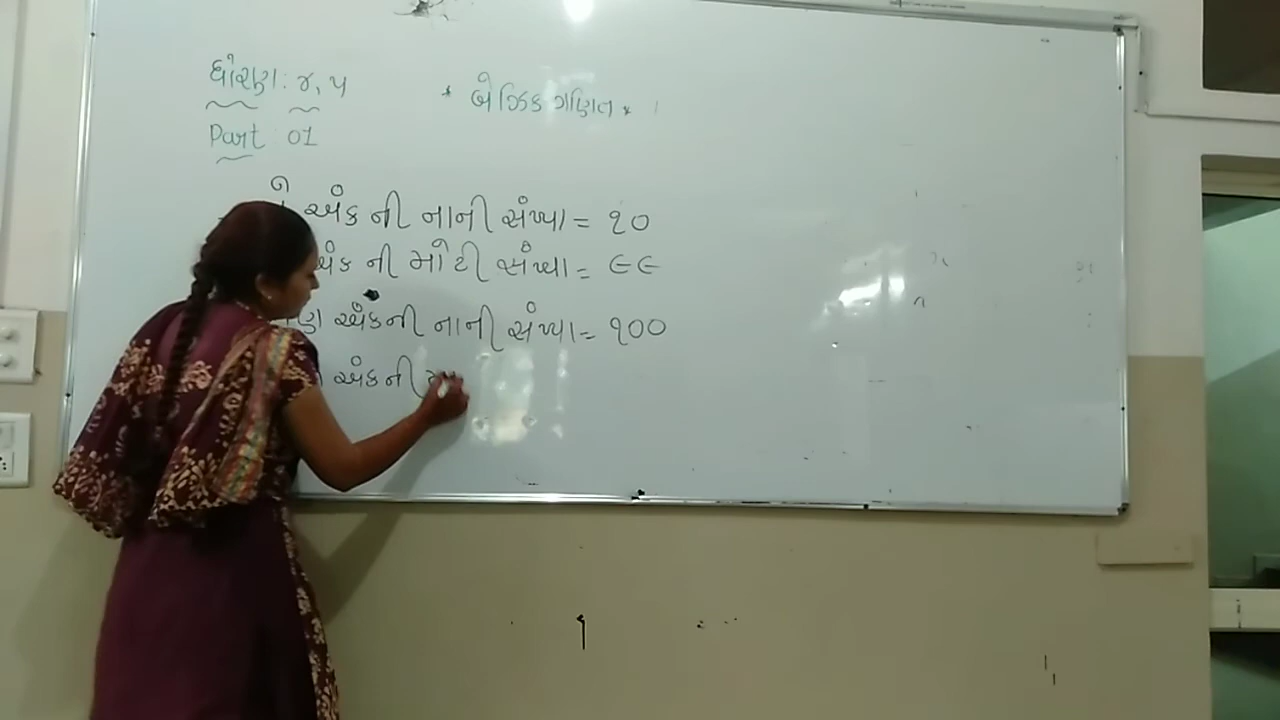 ધોરણ: ૪, ૫
* બેઝિક ગણિત *
Part : 01
અંક ની નાની સંખ્યા = ૧૦
અંક ની મોટી સંખ્યા = ૯૯
અંકની નાની સંખ્યા = ૧૦૦
અંકની